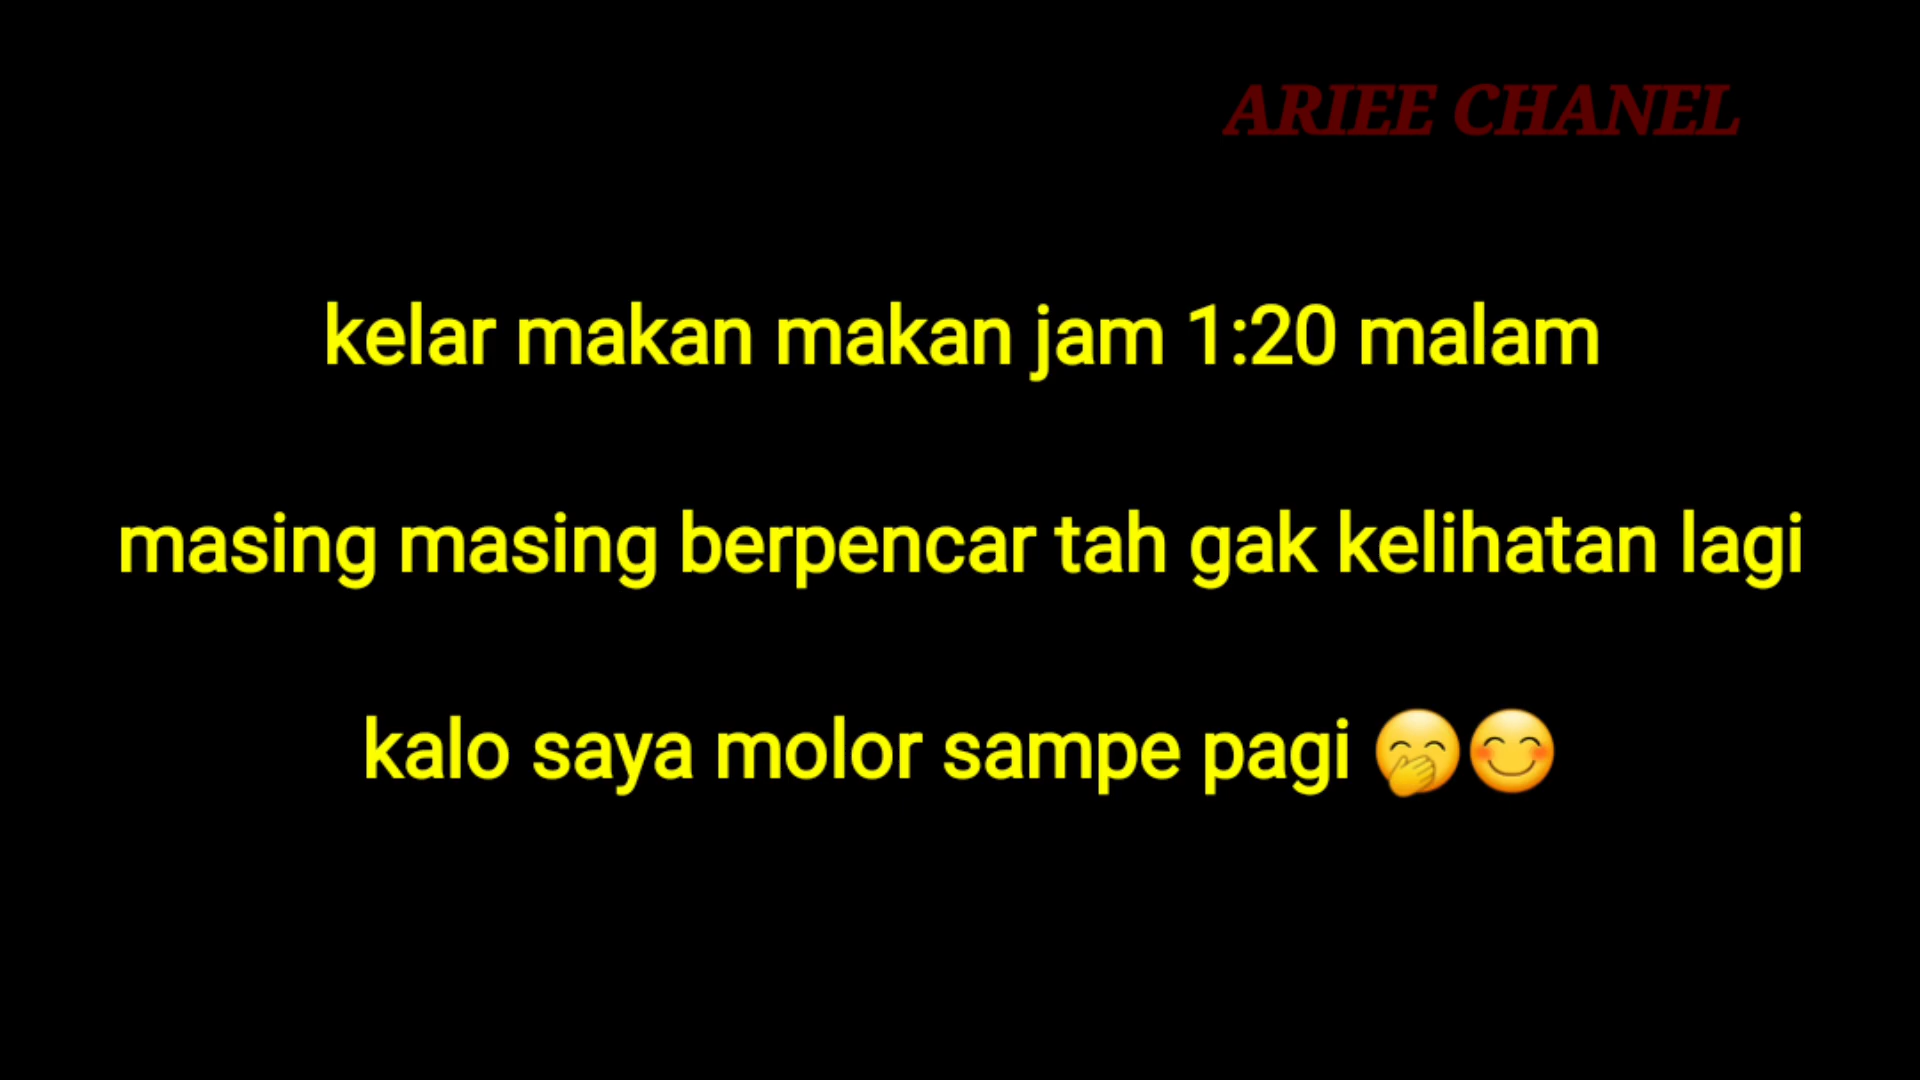 ARIEE CHANEL
kelar makan makan jam 1:20 malam
masing masing berpencar tah gak kelihatan lagi
kalo saya molor sampe pagi 🤭😊